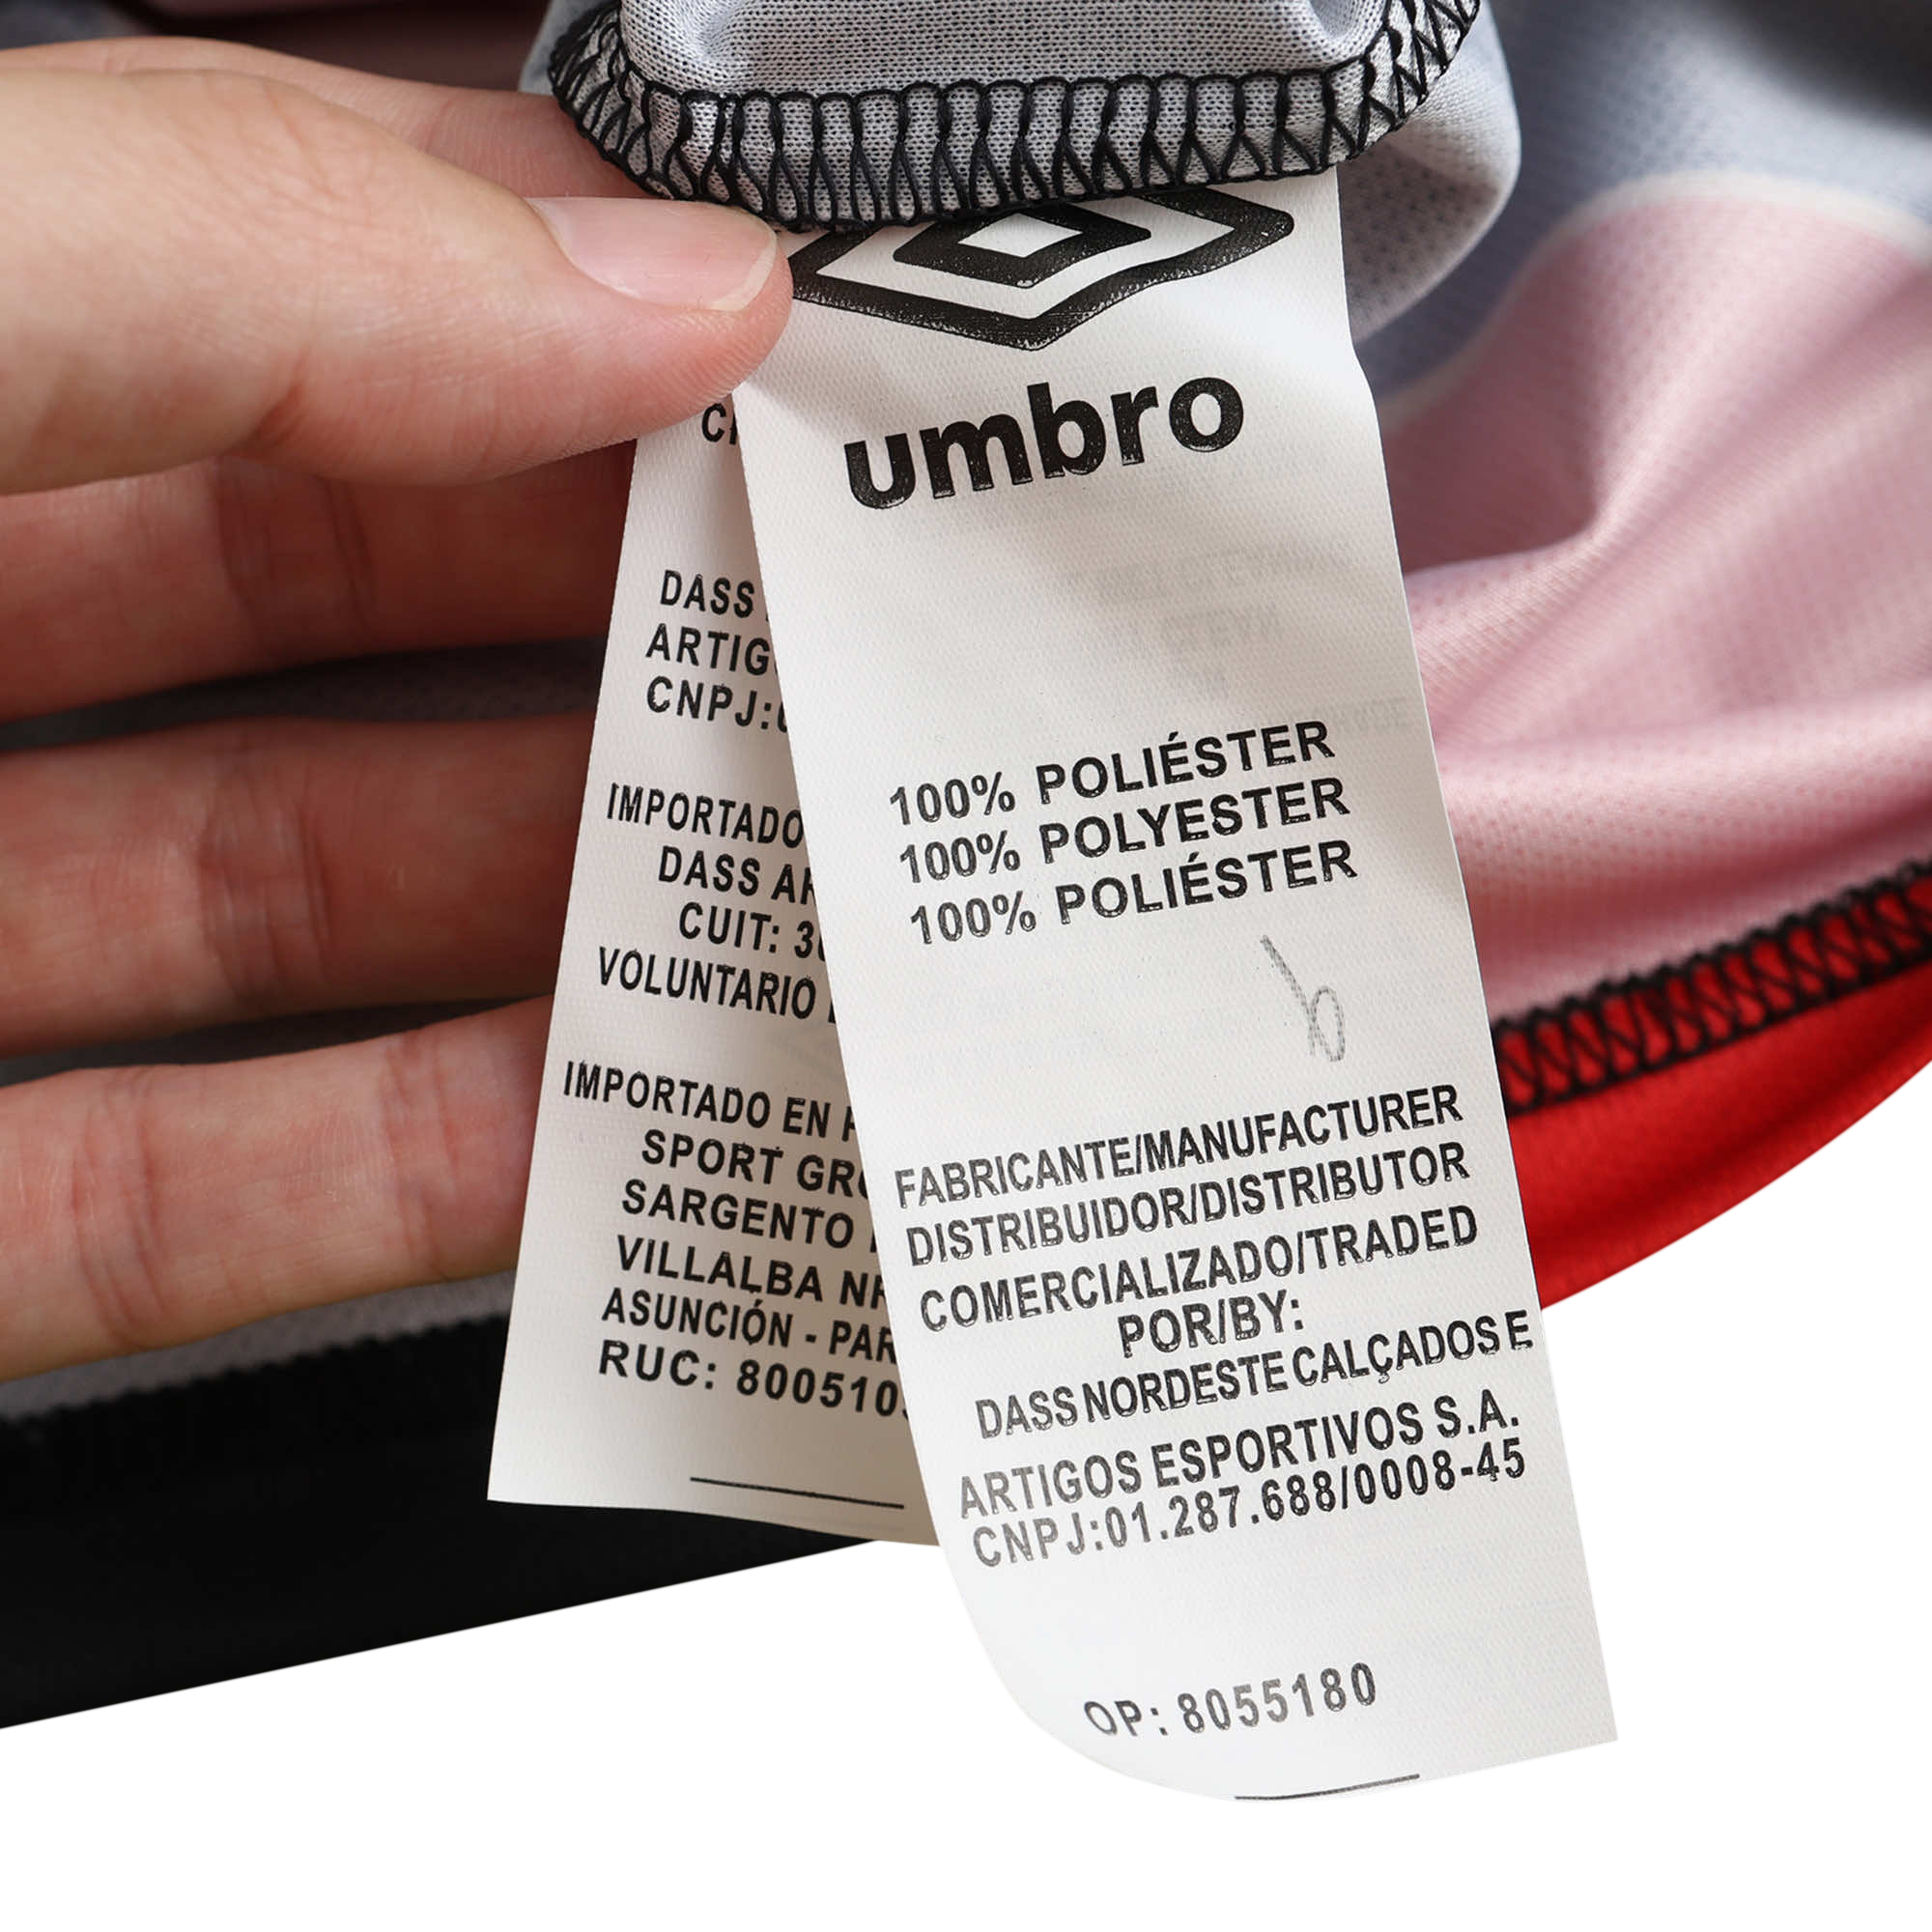 umbro
100% POLIÉSTER
100% POLYESTER
100% POLIÉSTER
FABRICANTE/MANUFACTURER
DISTRIBUIDOR/DISTRIBUTOR
COMERCIALIZADO/TRADED
POR/BY:
DASS NORDESTE CALÇADOS E
ARTIGOS ESPORTIVOS S.A.
CNPJ:01.287.688/0008-45
OP: 8055180
DASS
ARTIG
CNPJ:
IMPORTADO
DASS
CUIT: 3
VOLUNTARIO
IMPORTADO EN
SPORT GR
SARGENTO
VILLALBA
ASUNCIÓN - PAR
RUC: 800510